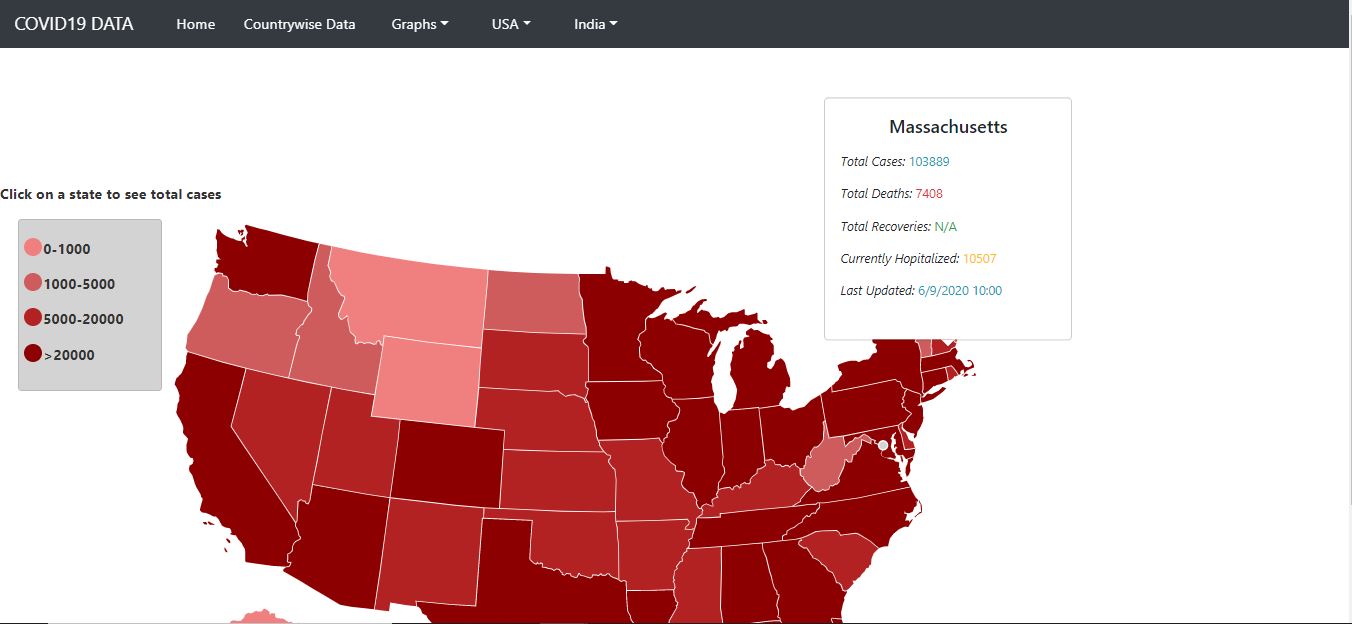 COVID19 DATA Home Countrywise Data Graphs USA India
Massachusetts
Total Cases: 103889
Total Deaths: 7408
Total Recoveries: N/A
Currently Hopitalized: 10507
Last Updated: 6/9/2020 10:00
Click on a state to see total cases
0-1000
1000-5000
5000-20000
>20000